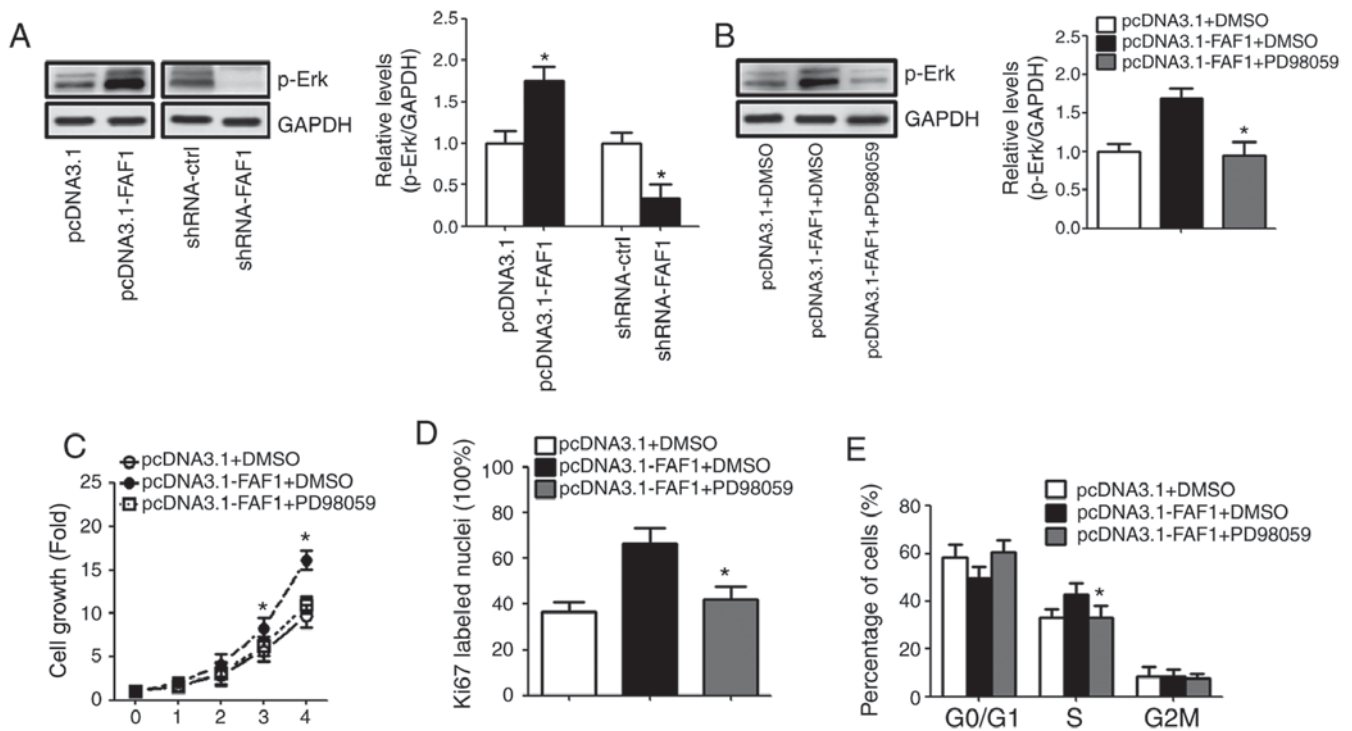 A
p-Erk
GAPDH
pcDNA3.1
pcDNA3.1-FAF1
shRNA-ctrl
shRNA-FAF1
Relative levels
(p-Erk/GAPDH)
2.5
2.0
1.5
1.0
0.5
0.0
*
*
pcDNA3.1
pcDNA3.1-FAF1
shRNA-ctrl
shRNA-FAF1
B
p-Erk
GAPDH
pcDNA3.1+DMSO
pcDNA3.1-FAF1+DMSO
pcDNA3.1-FAF1+PD98059
pcDNA3.1+DMSO
pcDNA3.1-FAF1+DMSO
pcDNA3.1-FAF1+PD98059
Relative levels
(p-Erk/GAPDH)
2.5
2.0
1.5
1.0
0.5
0.0
*
C
pcDNA3.1+DMSO
pcDNA3.1-FAF1+DMSO
pcDNA3.1-FAF1+PD98059
Cell growth (Fold)
25
20
15
10
5
0
*
*
0 1 2 3 4
D
pcDNA3.1+DMSO
pcDNA3.1-FAF1+DMSO
pcDNA3.1-FAF1+PD98059
Ki67 labeled nuclei (100%)
100
80
60
40
20
0
*
E
pcDNA3.1+DMSO
pcDNA3.1-FAF1+DMSO
pcDNA3.1-FAF1+PD98059
Percentage of cells (%)
80
60
40
20
0
*
G0/G1 S G2M